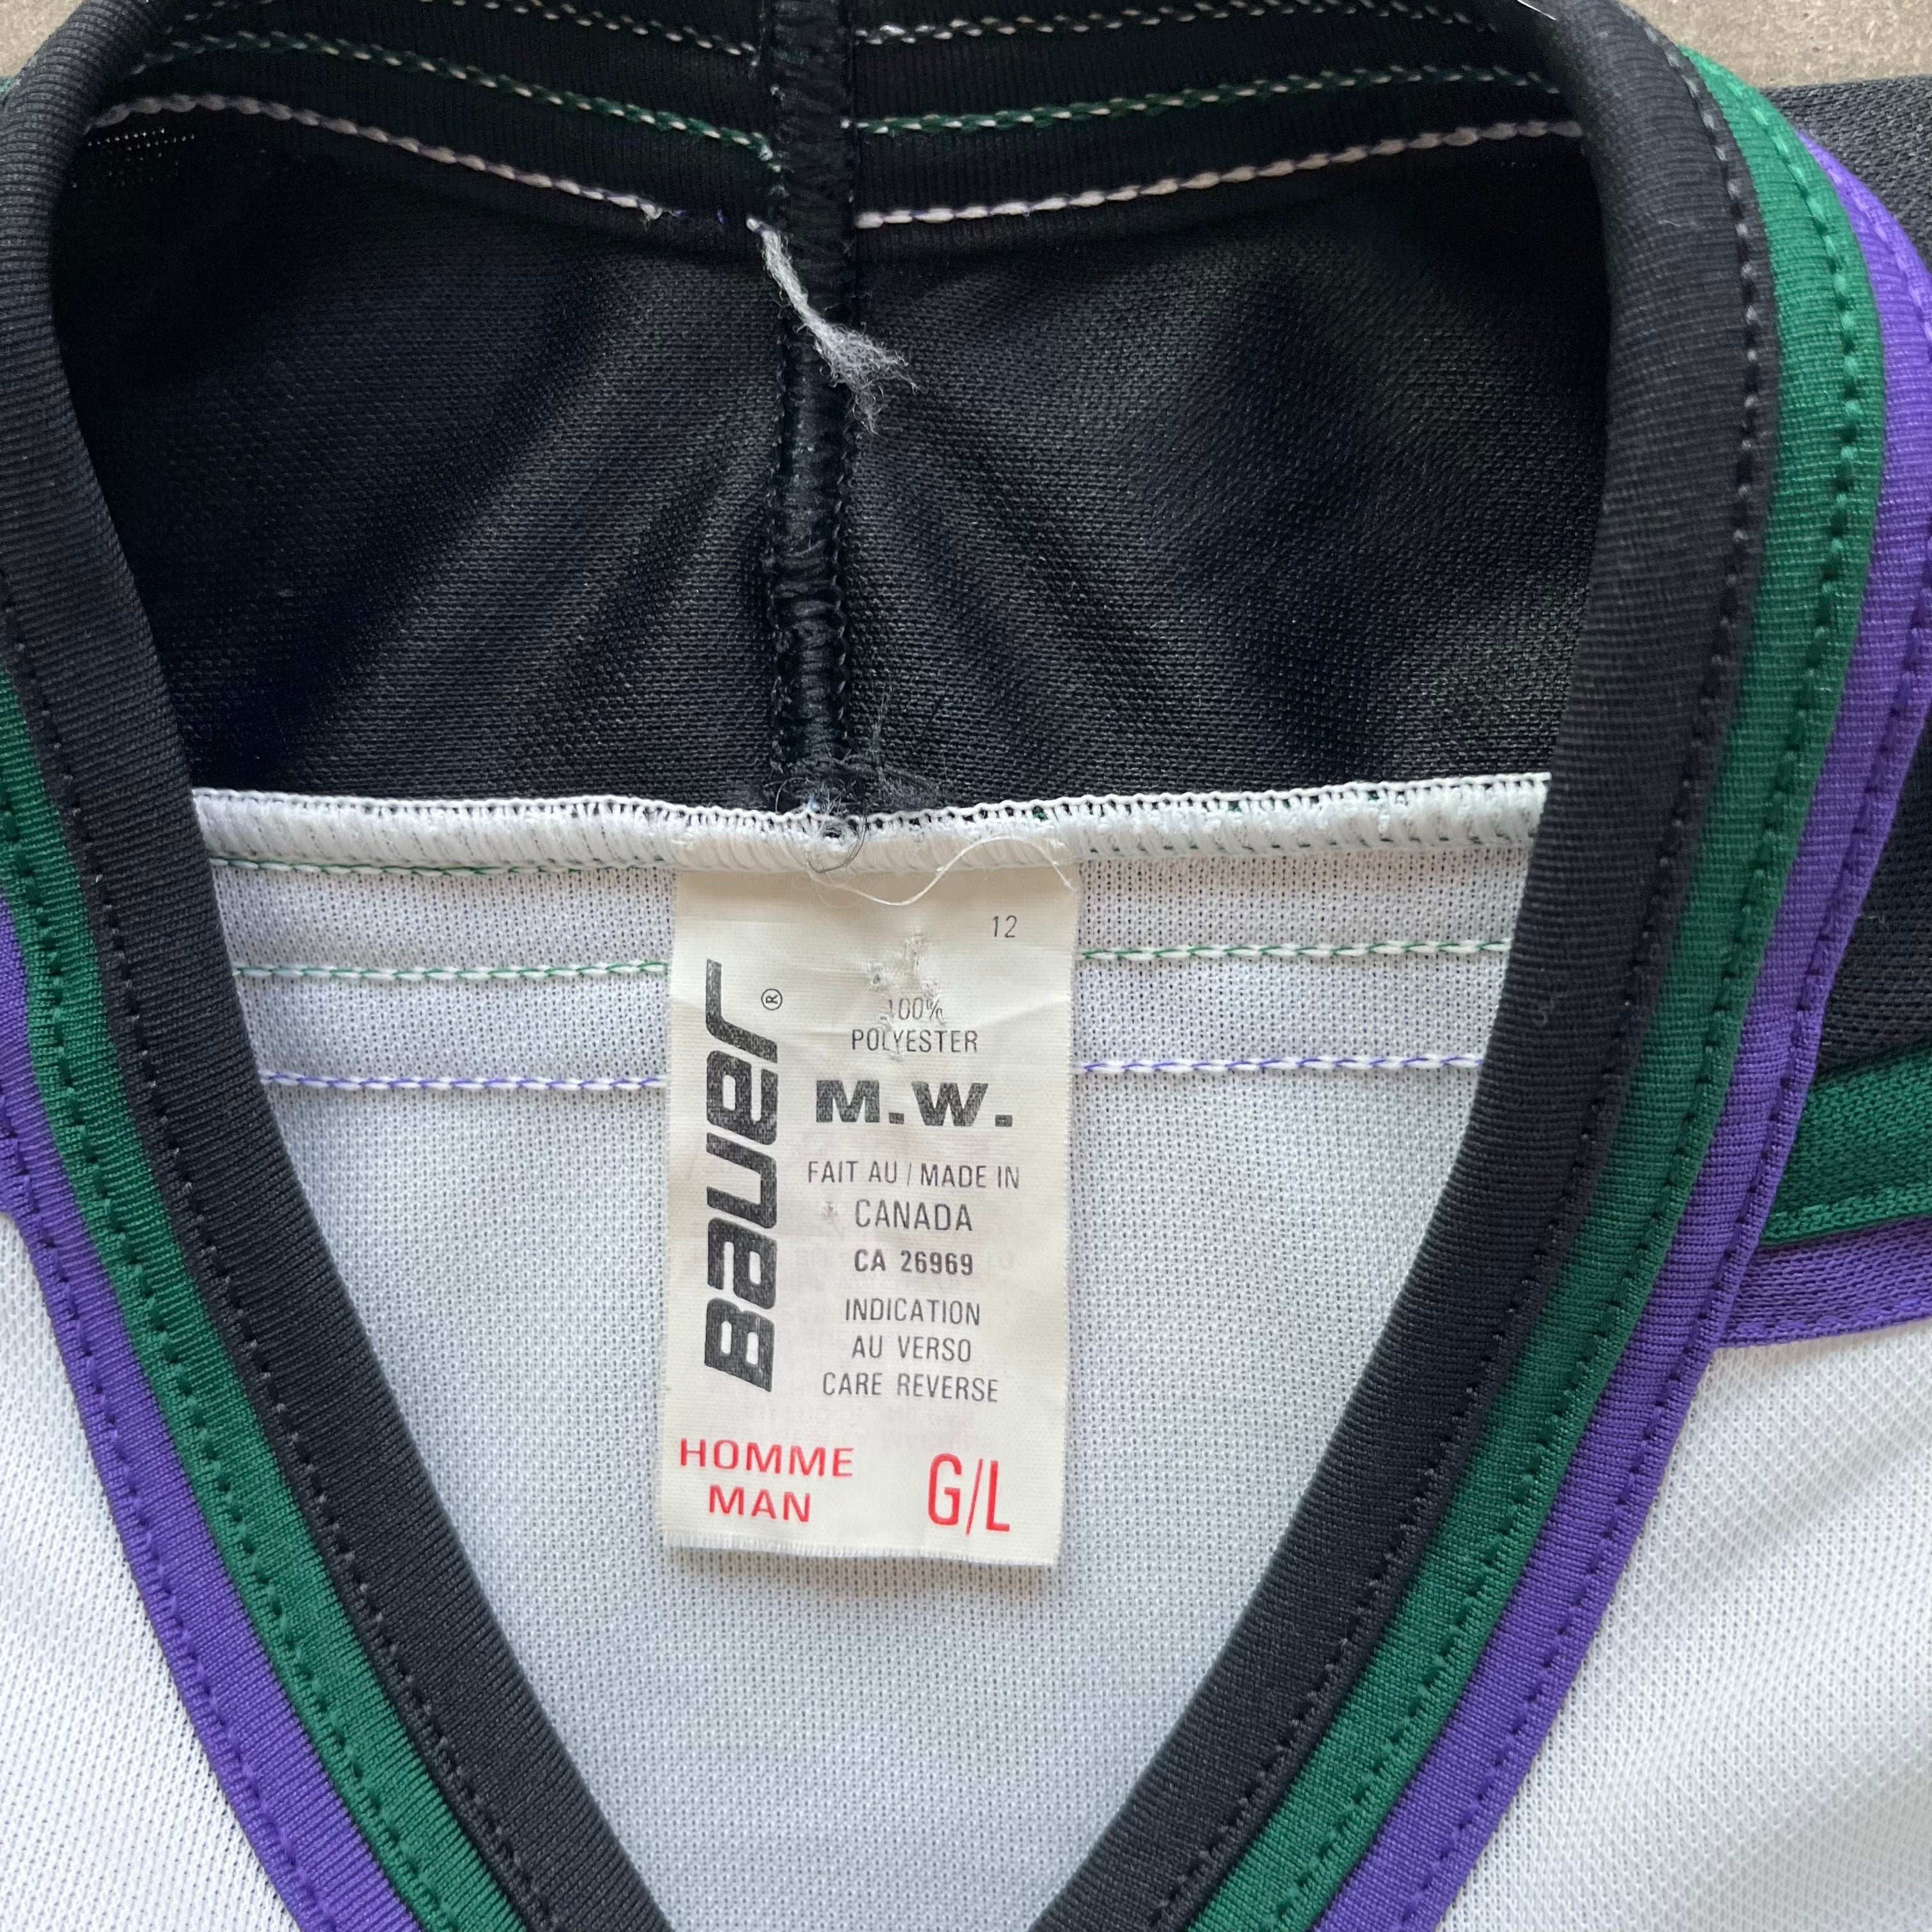 12
Bauer®
100%
POLYESTER
M.W.
FAIT AU / MADE IN
CANADA
CA 26969
INDICATION
AU VERSO
CARE REVERSE
HOMME
MAN
G/L